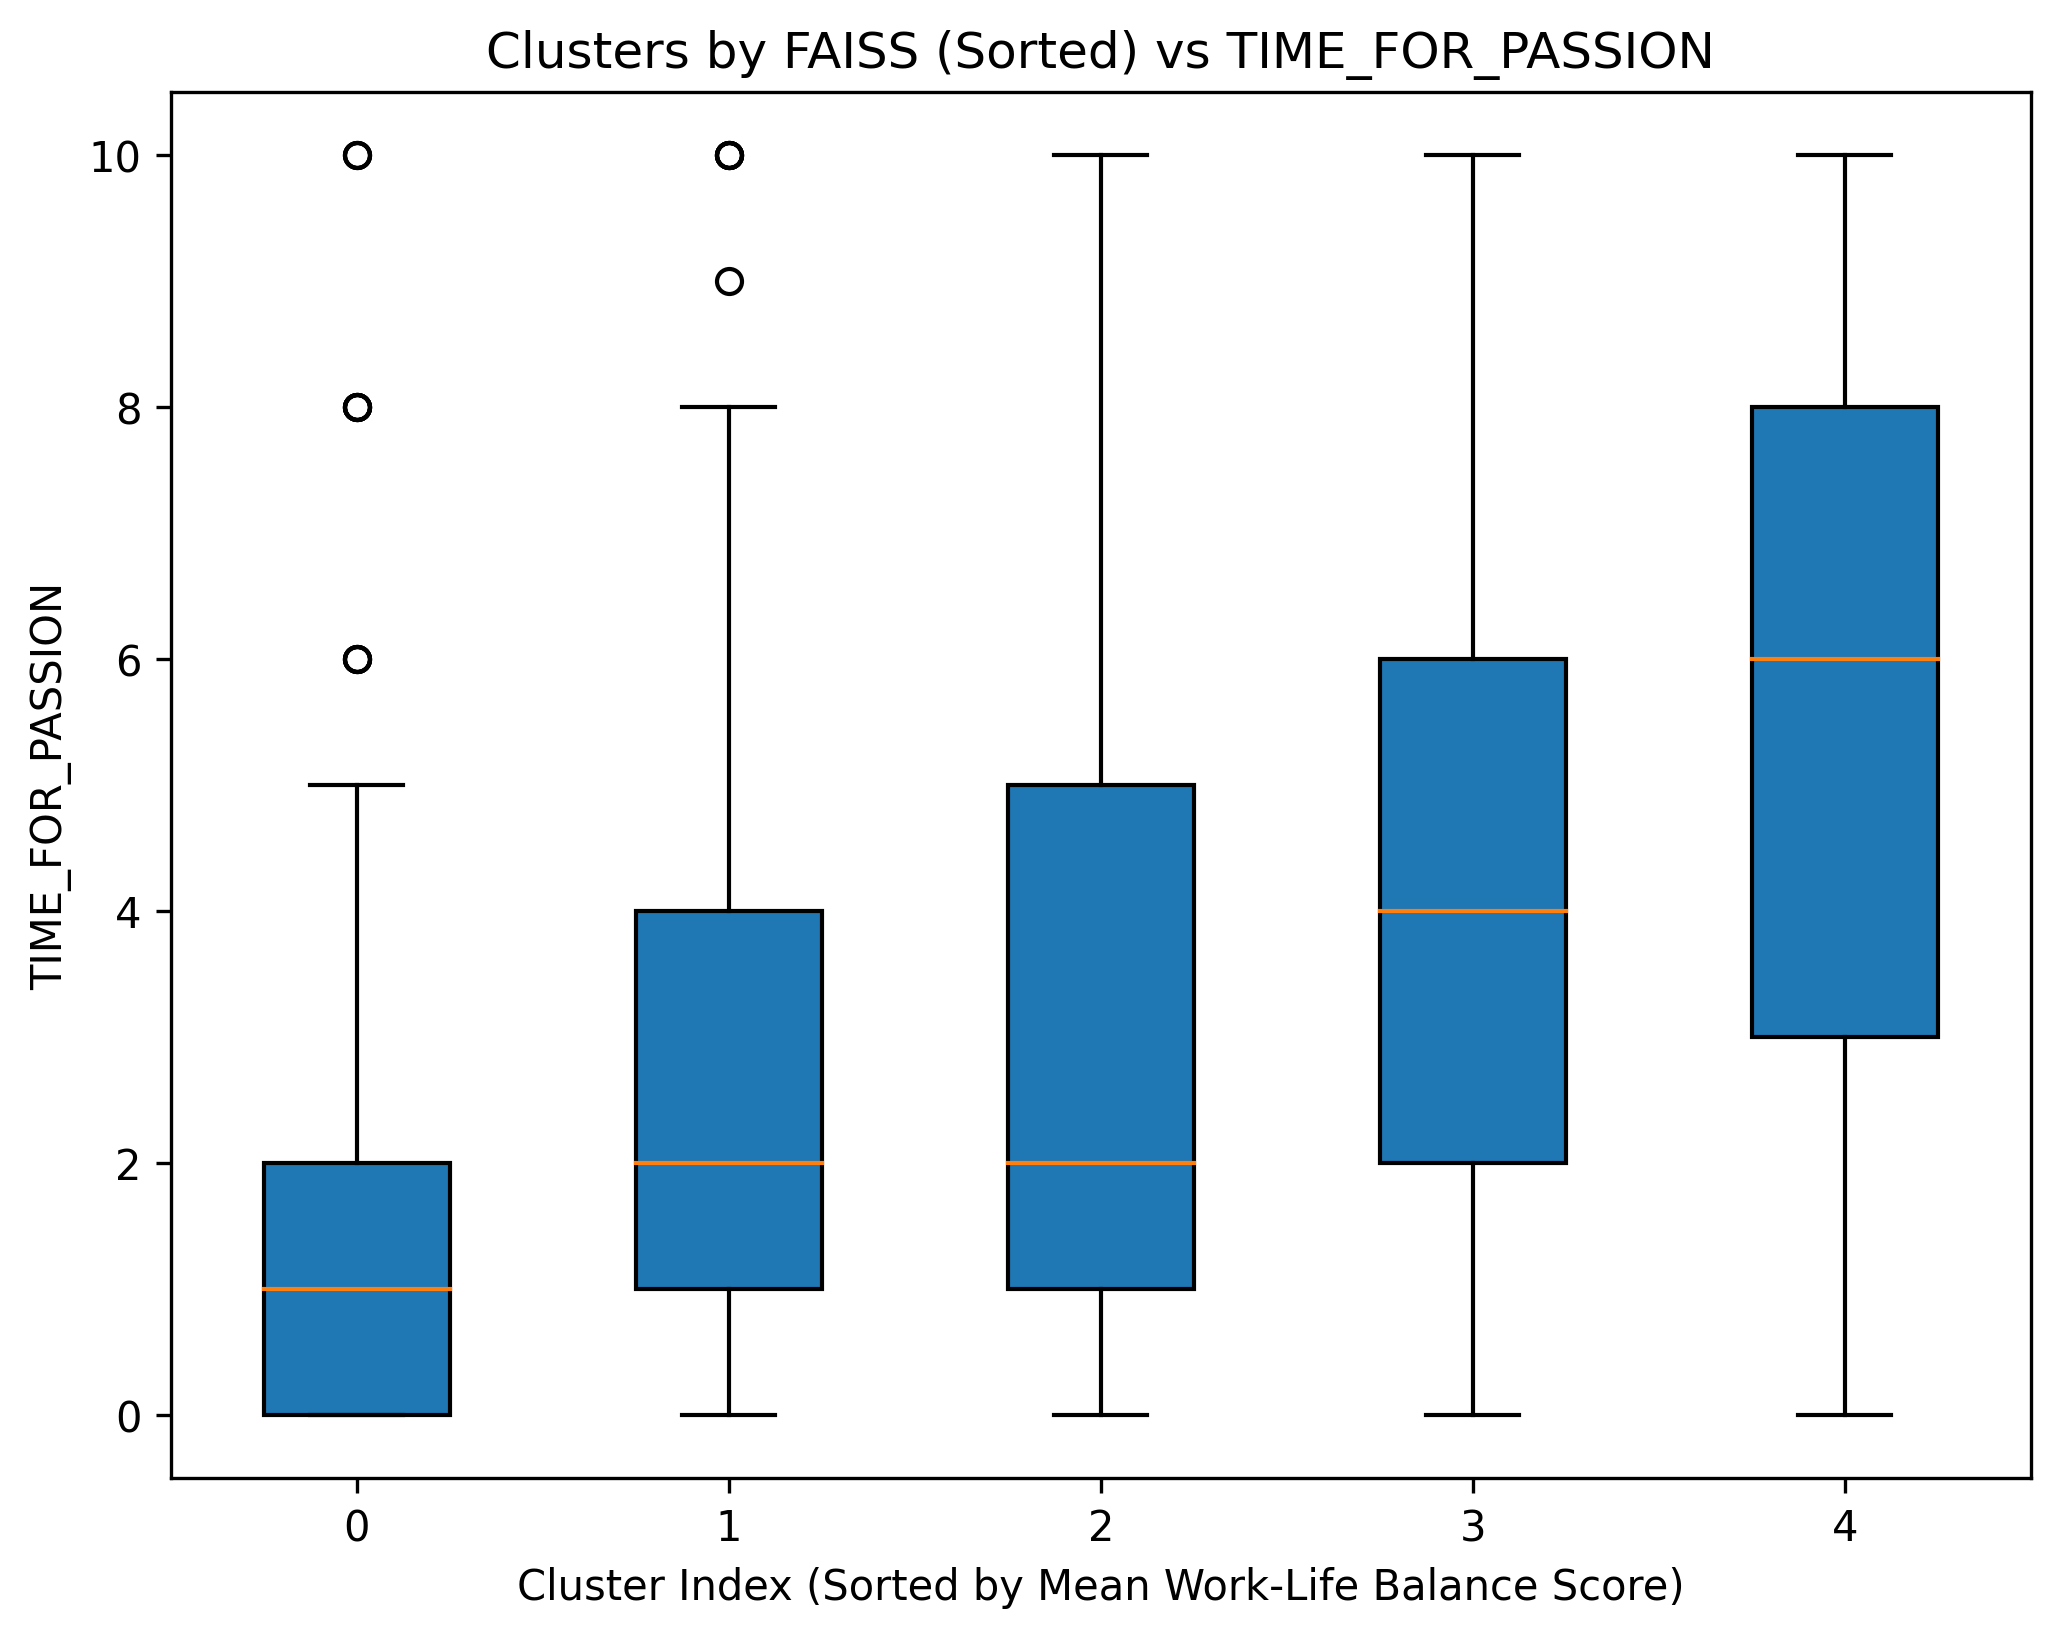 Clusters by FAISS (Sorted) vs TIME_FOR_PASSION
TIME_FOR_PASSION
10
8
6
4
2
0
0 1 2 3 4
Cluster Index (Sorted by Mean Work-Life Balance Score)